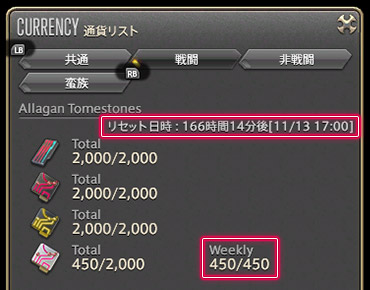 CURRENCY 通貨リスト
LB
共通
戦闘
非戦闘
蛮族
RB
Allagan Tomestones
リセット日時 : 166時間14分後[11/13 17:00]
Total
2,000/2,000
Total
2,000/2,000
Total
2,000/2,000
Total
450/2,000
Weekly
450/450